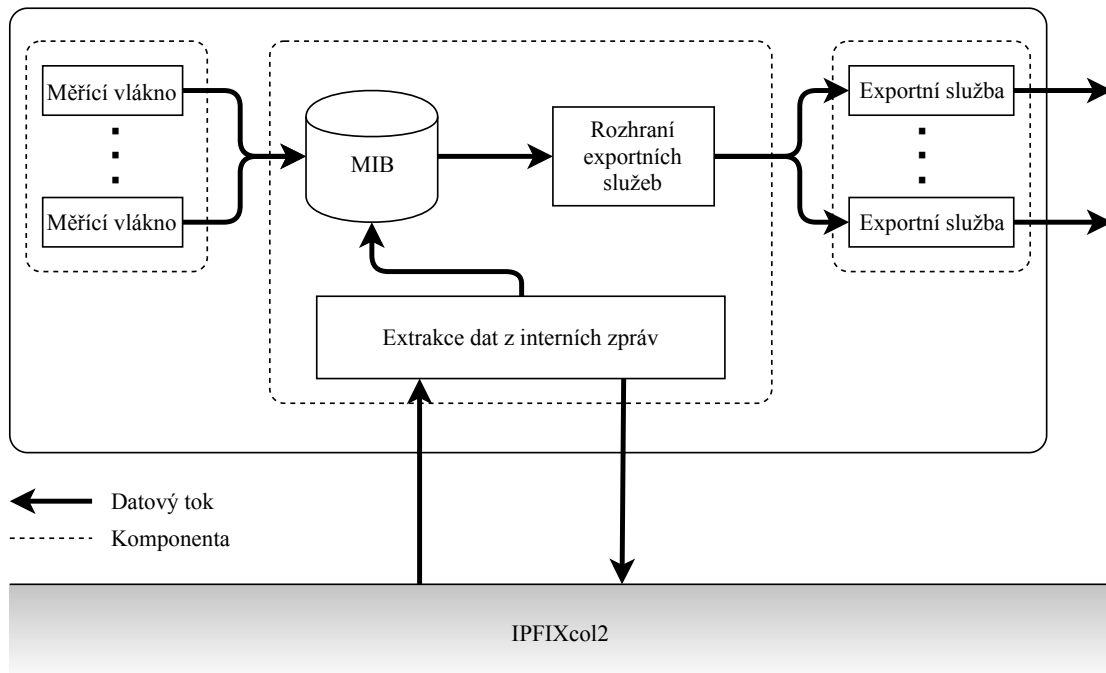 Měřící vlákno
Měřící vlákno
MIB
Rozhraní
exportních
služeb
Exportní služba
Exportní služba
Extrakce dat z interních zpráv
Datový tok
Komponenta
IPFIXcol2